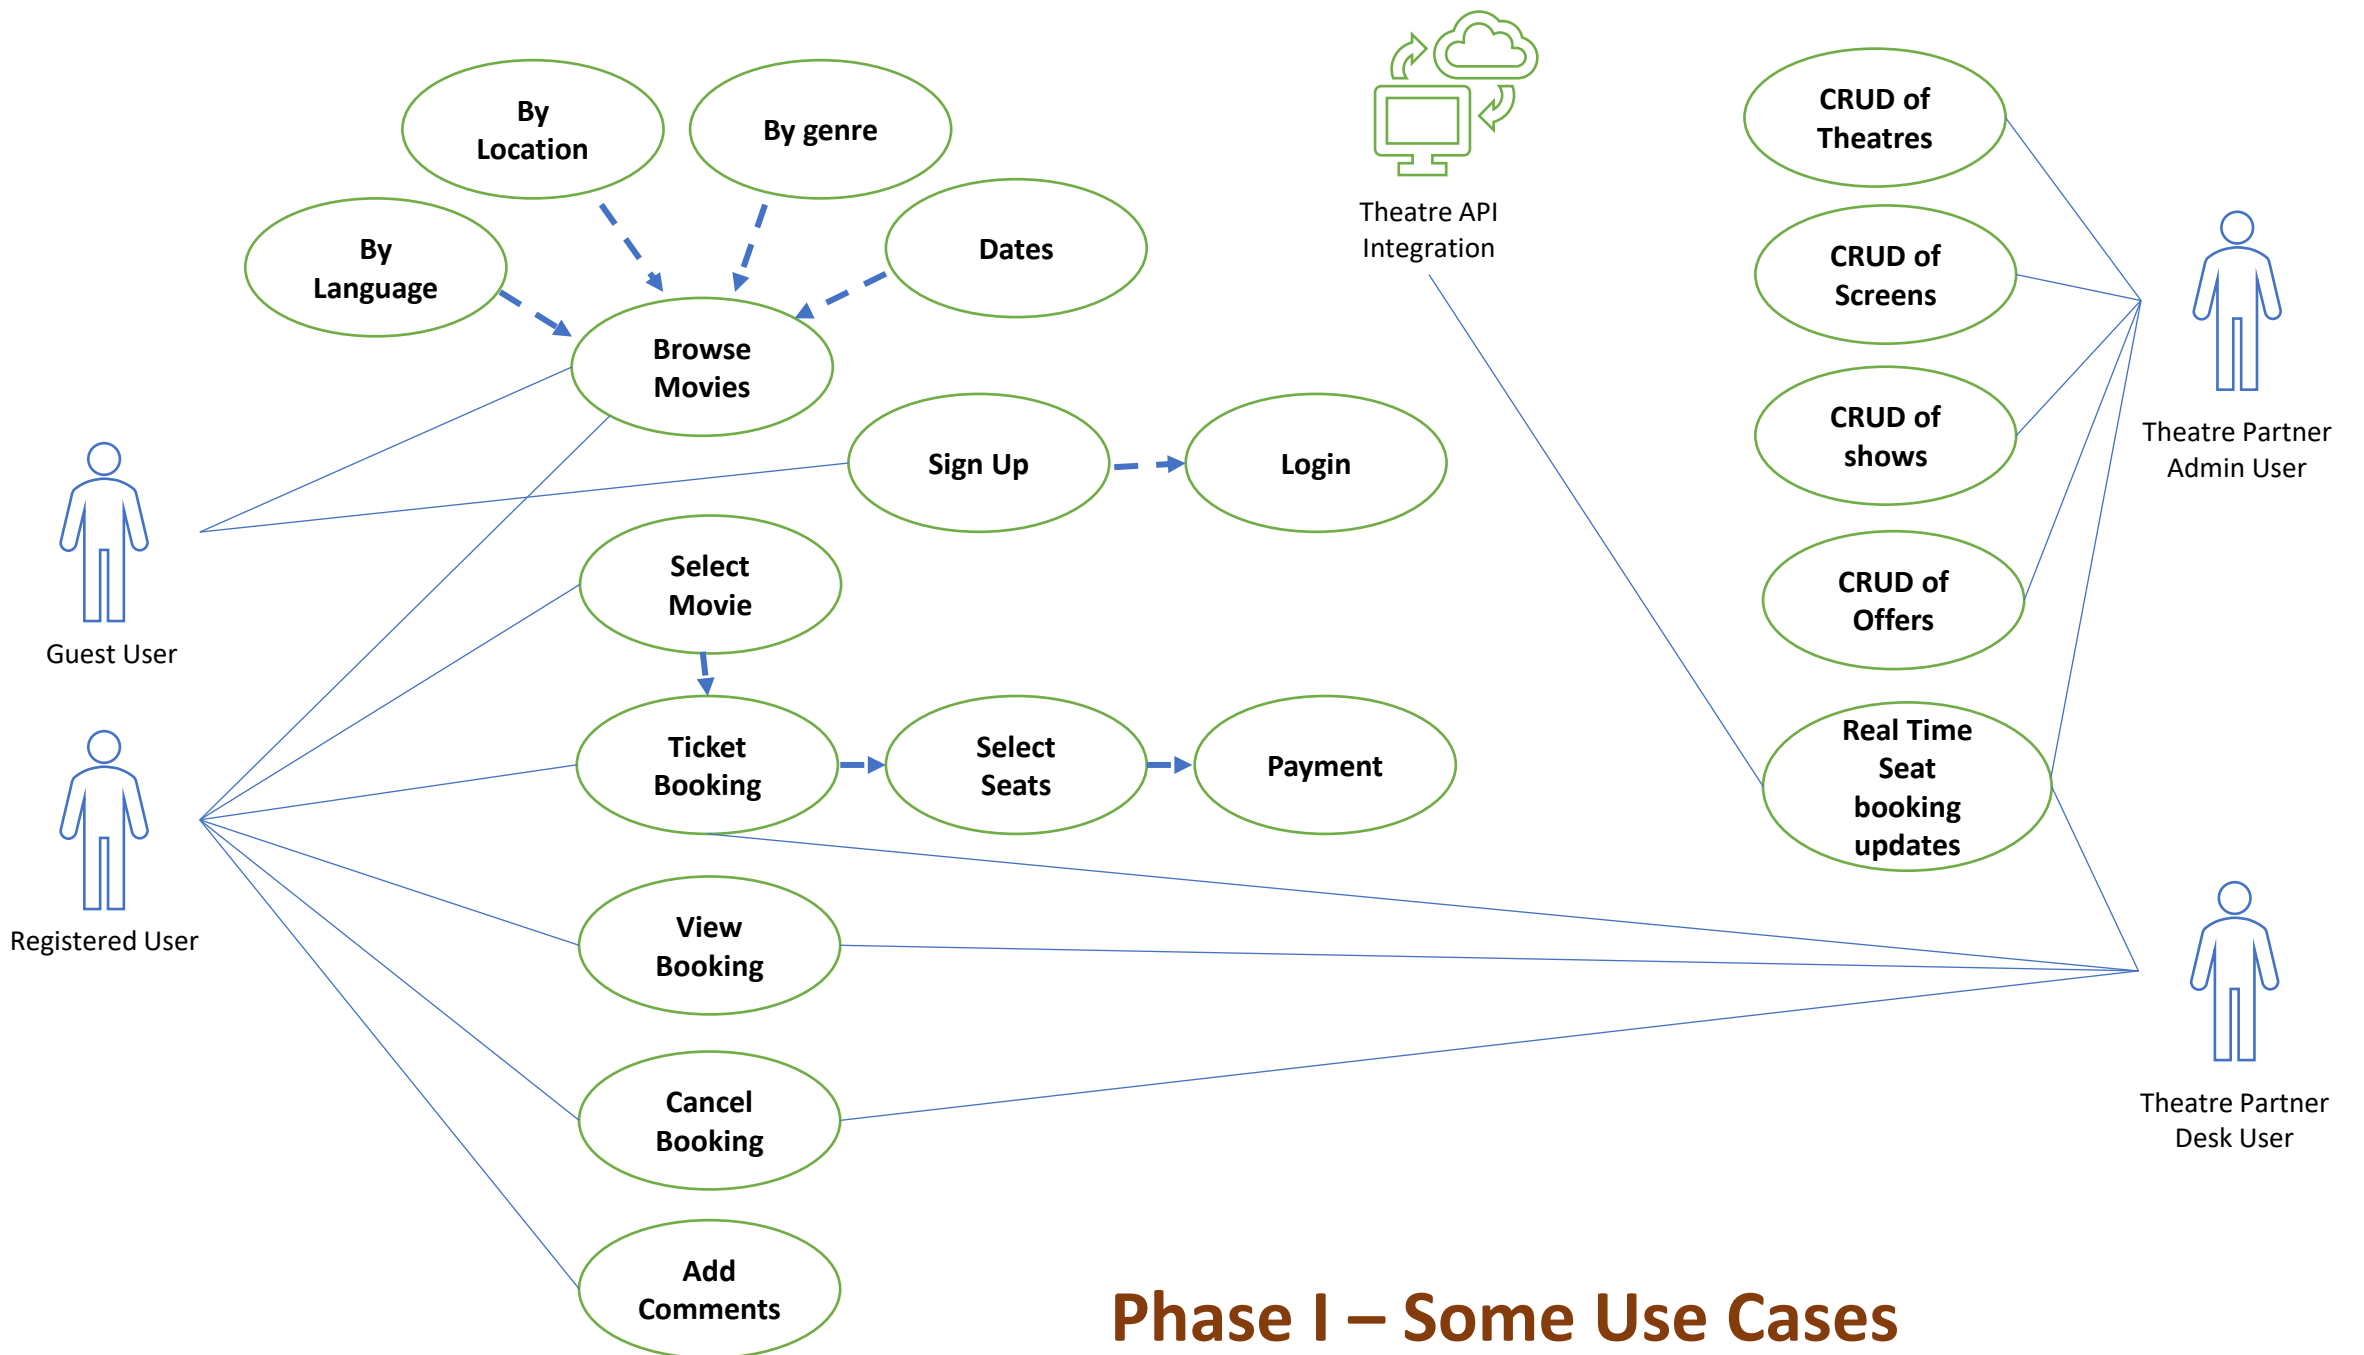 By
Location
By genre
By
Language
Dates
Browse
Movies
Sign Up
Login
Select
Movie
Guest User
Ticket
Booking
Select
Seats
Payment
Registered User
View
Booking
Cancel
Booking
Add
Comments
Theatre API
Integration
CRUD of
Theatres
CRUD of
Screens
CRUD of
shows
CRUD of
Offers
Real Time
Seat
booking
updates
Theatre Partner
Admin User
Theatre Partner
Desk User
Phase I – Some Use Cases